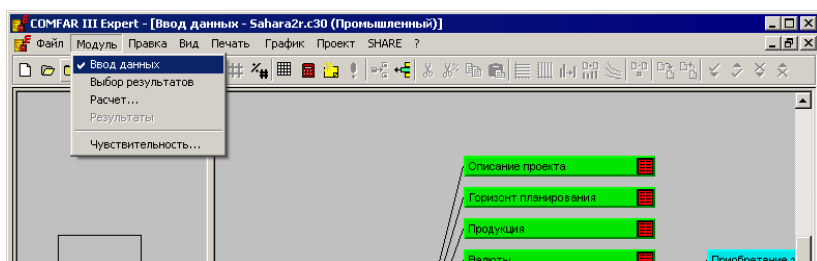 COMFAR III Expert - [Ввод данных - Sahara2r.c30 (Промышленный)]
Файл Модуль Правка Вид Печать График Проект SHARE ?
Ввод данных
Выбор результатов
Расчет...
Результаты
Чувствительность...
Описание проекта
Горизонт планирования
Продукция
Валюты
Приобретение